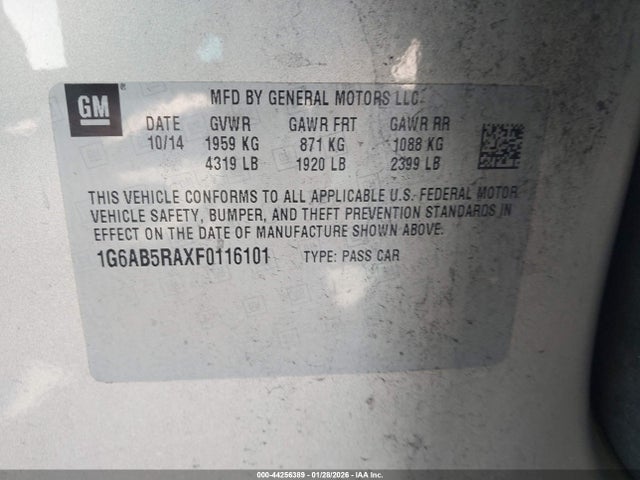 GM ®
MFD BY GENERAL MOTORS LLC
DATE GVWR GAWR FRT GAWR RR
10/14 1959 KG 871 KG 1088 KG
4319 LB 1920 LB 2399 LB
THIS VEHICLE CONFORMS TO ALL APPLICABLE U.S. FEDERAL MOTOR
VEHICLE SAFETY, BUMPER, AND THEFT PREVENTION STANDARDS IN
EFFECT ON THE DATE OF MANUFACTURE SHOWN ABOVE.
1G6AB5RAXF0116101 TYPE: PASS CAR
000-44256389 - 01/28/2026 - IAA Inc.